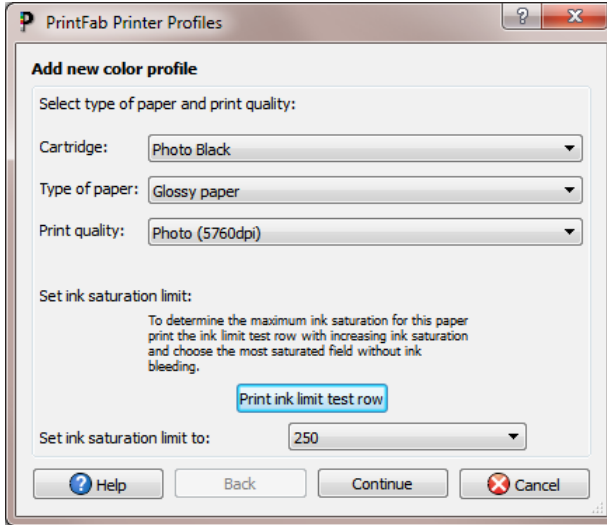 PrintFab Printer Profiles
Add new color profile
Select type of paper and print quality:
Cartridge: Photo Black
Type of paper: Glossy paper
Print quality: Photo (5760dpi)
Set ink saturation limit:
To determine the maximum ink saturation for this paper
print the ink limit test row with increasing ink saturation
and choose the most saturated field without ink
bleeding.
Print ink limit test row
Set ink saturation limit to: 250
Help Back Continue Cancel